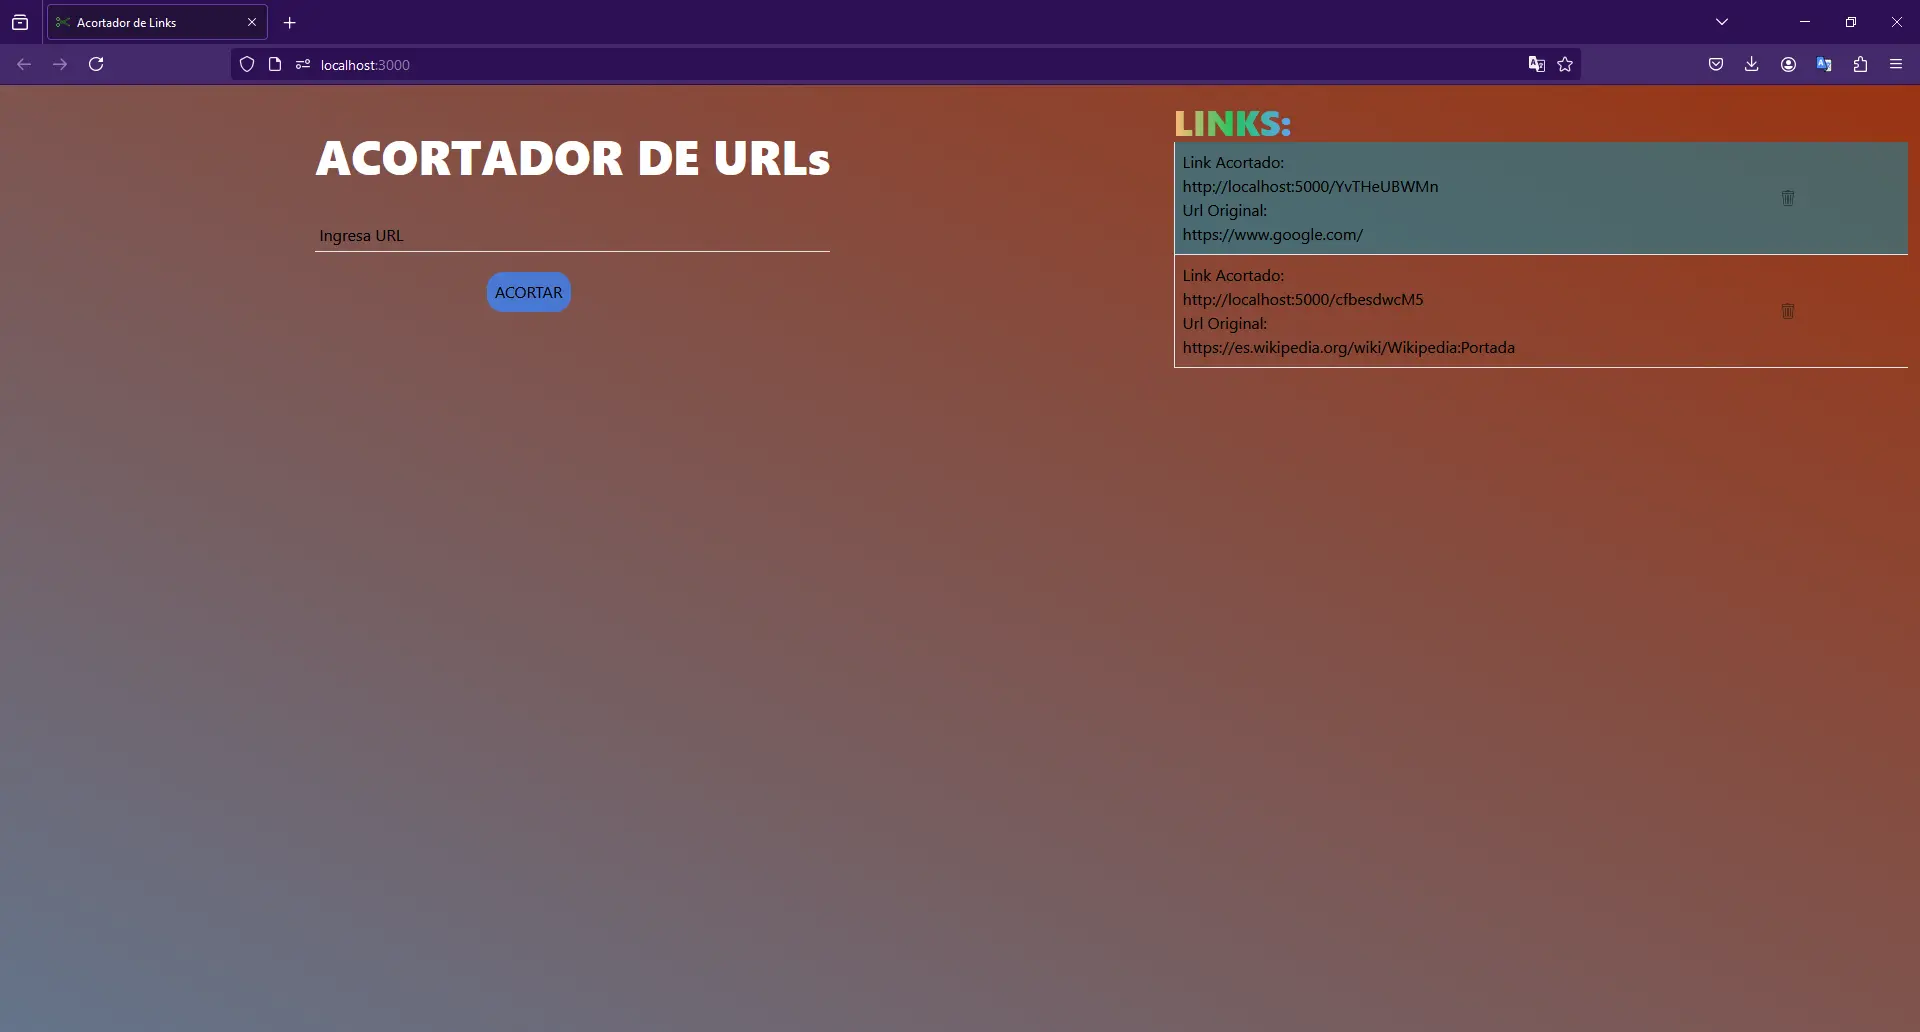 Acortador de Links
localhost:3000
ACORTADOR DE URLs
Ingresa URL
ACORTAR
LINKS:
Link Acortado:
http://localhost:5000/YvTHeUBWMn
Url Original:
https://www.google.com/
Link Acortado:
http://localhost:5000/cfbesdwcM5
Url Original:
https://es.wikipedia.org/wiki/Wikipedia:Portada